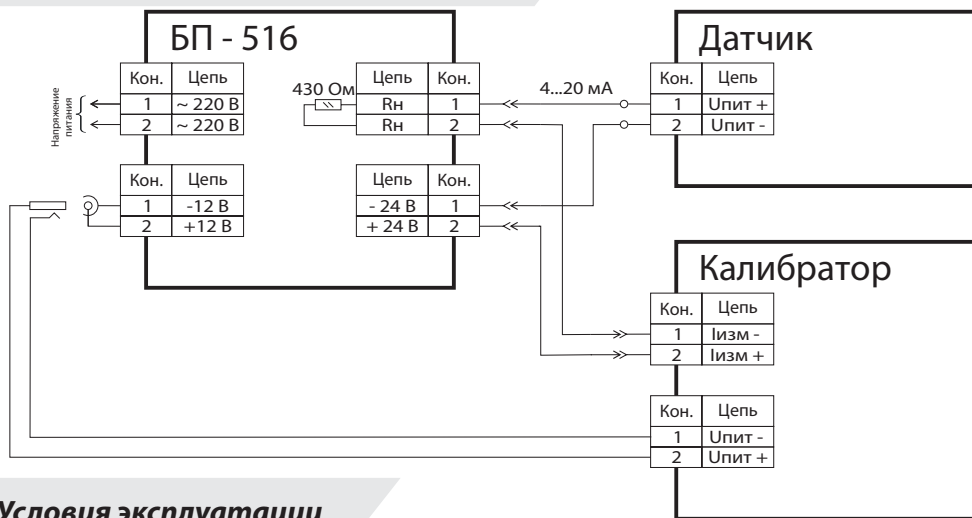 БП - 516
Кон. Цепь
1 ~ 220 В
2 ~ 220 В
Напряжение
питания
430 Ом
Цепь Кон.
Rн 1
Rн 2
4...20 мА
Кон. Цепь
1 -12 В
2 +12 В
Цепь Кон.
- 24 В 1
+ 24 В 2
Датчик
Кон. Цепь
1 Uпит +
2 Uпит -
Калибратор
Кон. Цепь
1 Iизм -
2 Iизм +
Кон. Цепь
1 Uпит -
2 Uпит +
Условия эксплуатации